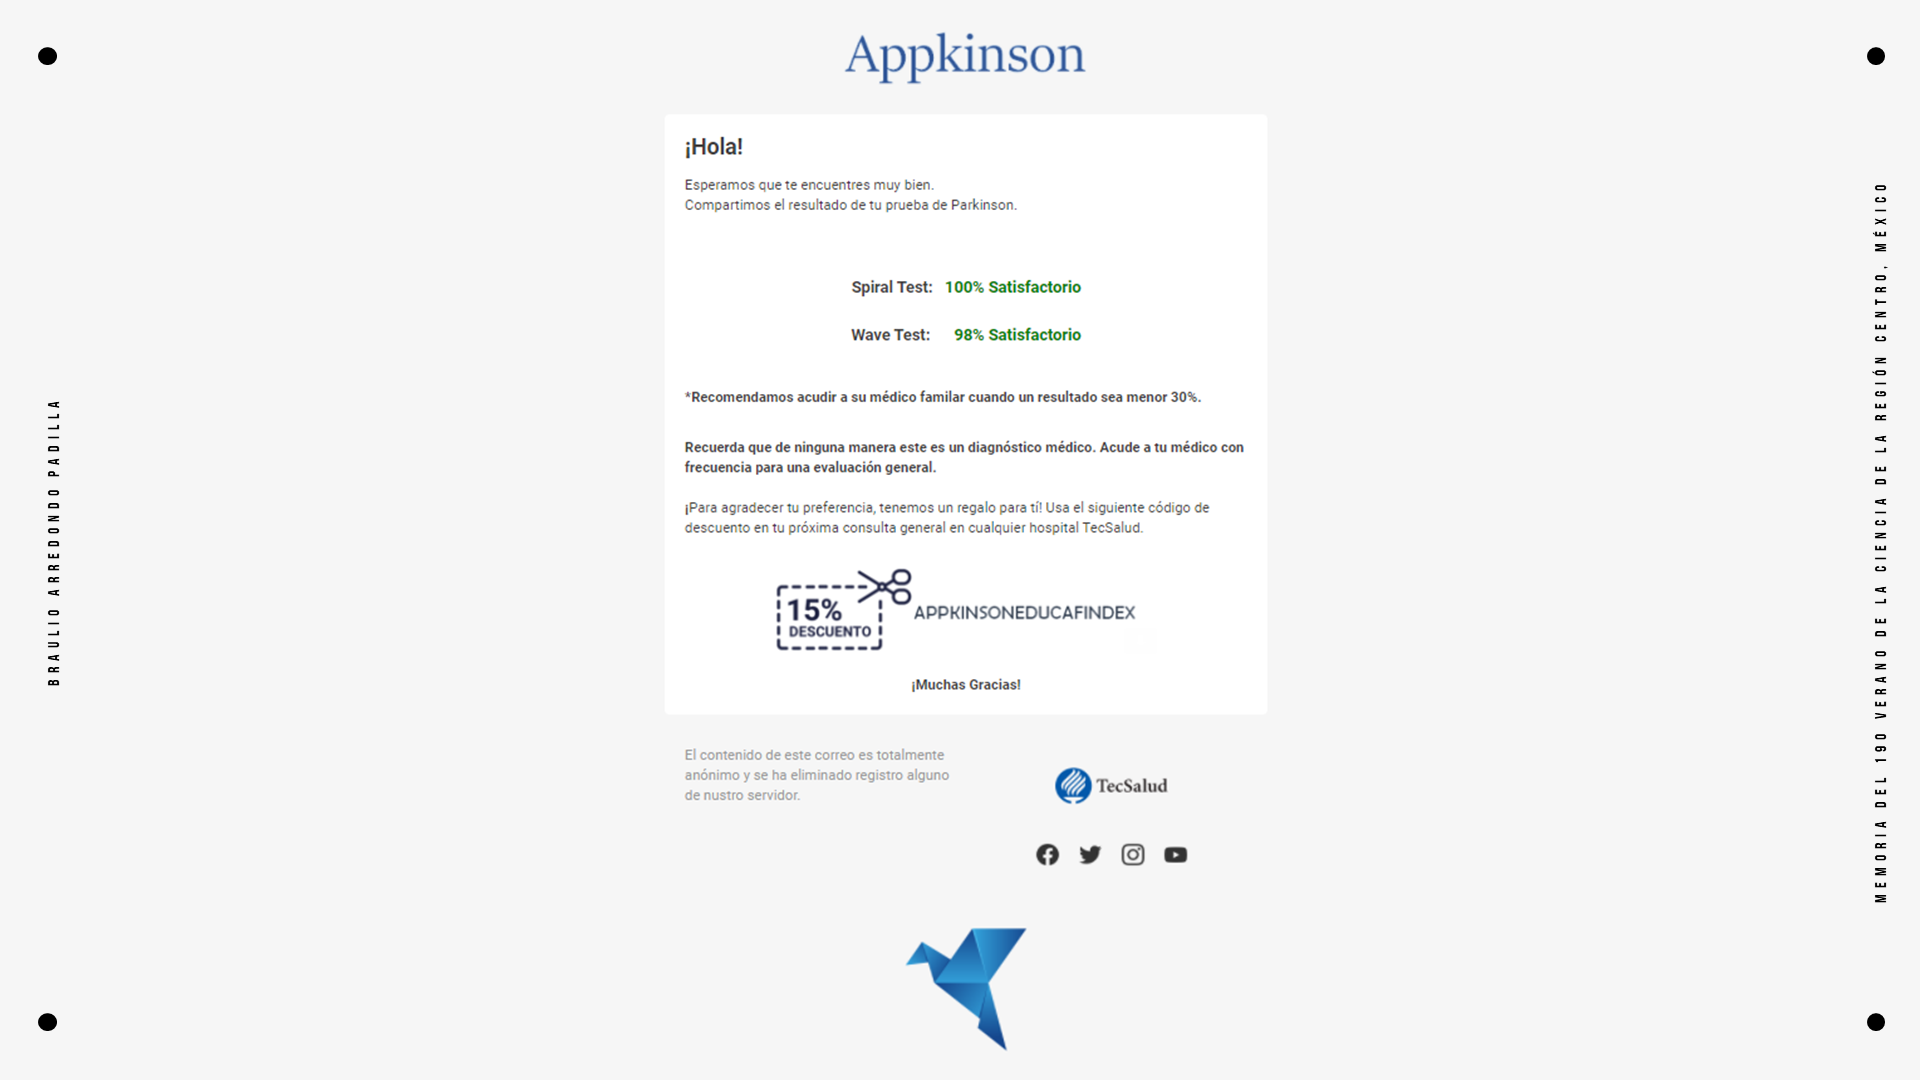 Appkinson
¡Hola!
Esperamos que te encuentres muy bien.
Compartimos el resultado de tu prueba de Parkinson.
Spiral Test: 100% Satisfactorio
Wave Test: 98% Satisfactorio
*Recomendamos acudir a su médico familar cuando un resultado sea menor 30%.
Recuerda que de ninguna manera este es un diagnóstico médico. Acude a tu médico con
frecuencia para una evaluación general.
¡Para agradecer tu preferencia, tenemos un regalo para tí! Usa el siguiente código de
descuento en tu próxima consulta general en cualquier hospital TecSalud.
15%
DESCUENTO
APPKINSONEDUCAFINDEX
¡Muchas Gracias!
El contenido de este correo es totalmente
anónimo y se ha eliminado registro alguno
de nustro servidor.
TecSalud
BRAULIO ARREDONDO PADILLA
MEMORIA DEL 190 VERANO DE LA CIENCIA DE LA REGIÓN CENTRO, MÉXICO